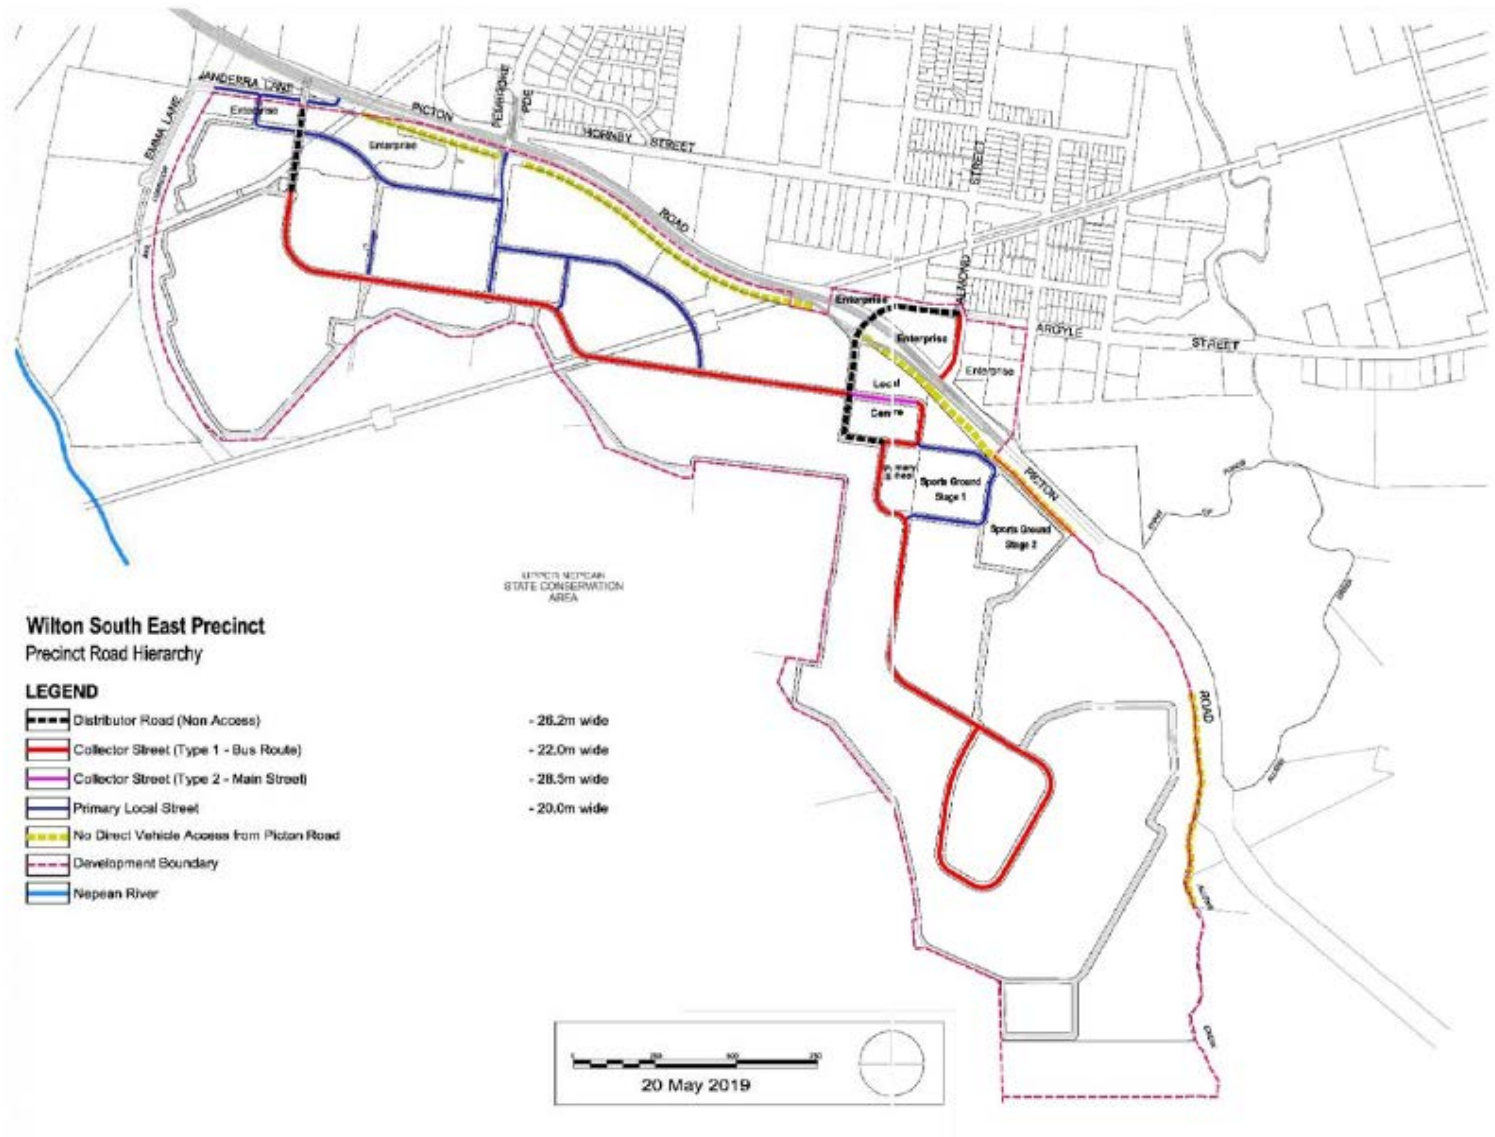 JANDERRA LANE
EMMA LANE
Enterprise
PICTON
Enterprise
PEMBROKE
PDE
HORNBY STREET
ROAD
STREET
ALMOND
Enterprise
Enterprise
ARGYLE
STREET
Enterprise
Local
Centre
PICTON
Sports Ground
Stage 1
Sports Ground
Stage 2
ROAD
UPPER NEPEAN
STATE CONSERVATION
AREA
Wilton South East Precinct
Precinct Road Hierarchy
LEGEND
Distributor Road (Non Access) - 26.2m wide
Collector Street (Type 1 - Bus Route) - 22.0m wide
Collector Street (Type 2 - Main Street) - 28.5m wide
Primary Local Street - 20.0m wide
No Direct Vehicle Access from Picton Road
Development Boundary
Nepean River
20 May 2019